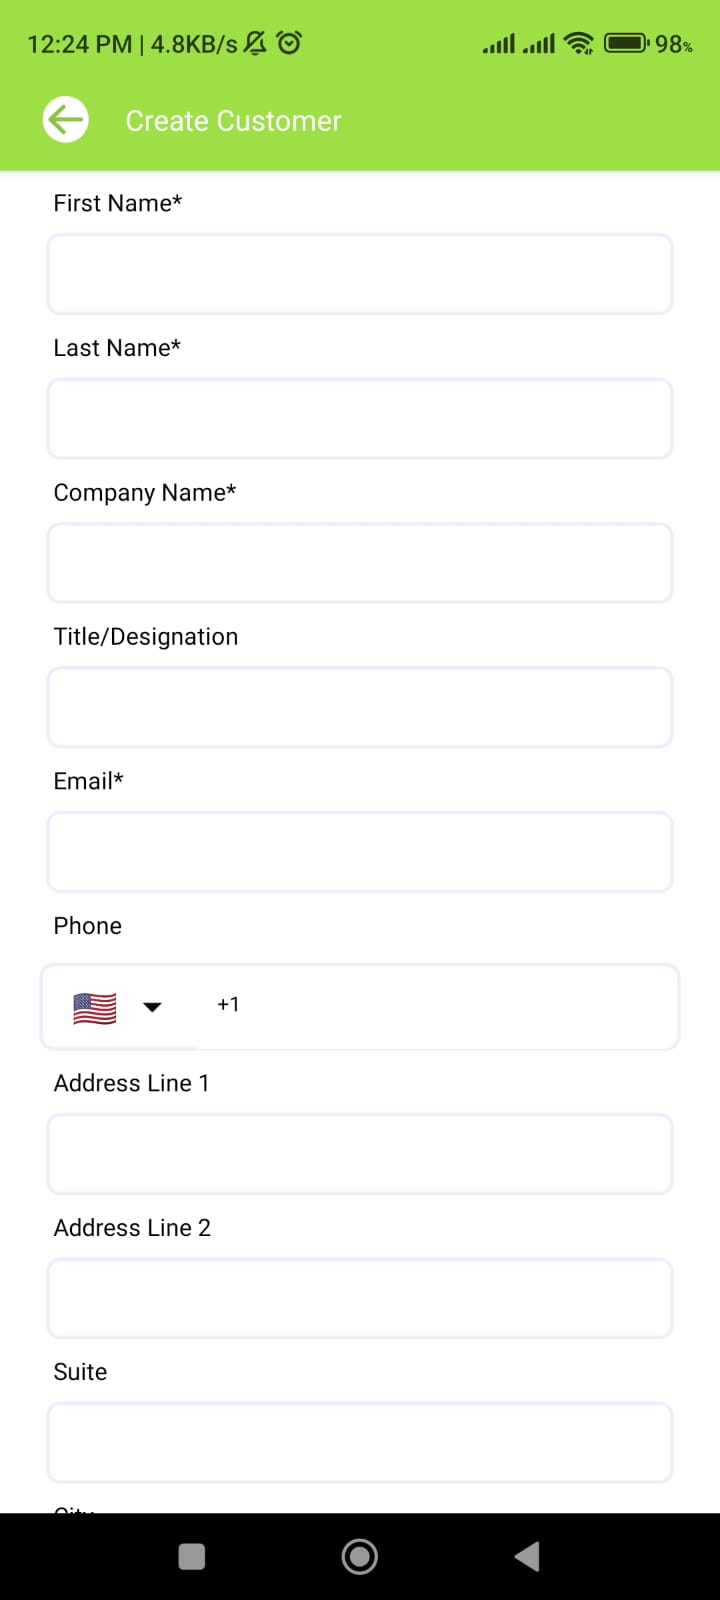 12:24 PM | 4.8KB/s 98%
Create Customer
First Name*
Last Name*
Company Name*
Title/Designation
Email*
Phone
+1
Address Line 1
Address Line 2
Suite
City